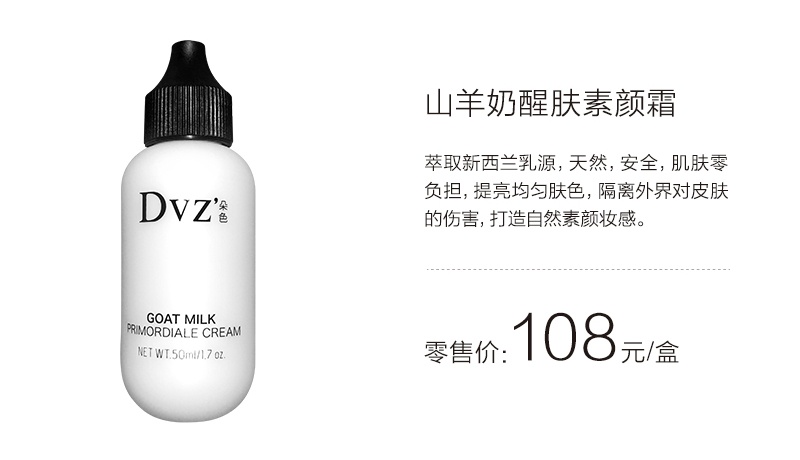 Dvz’朵色
GOAT MILK
PRIMORDIALE CREAM
NET WT.50ml/1.7 oz.
山羊奶醒肤素颜霜
萃取新西兰乳源，天然，安全，肌肤零
负担，提亮均匀肤色，隔离外界对皮肤
的伤害，打造自然素颜妆感。
零售价：108元/盒